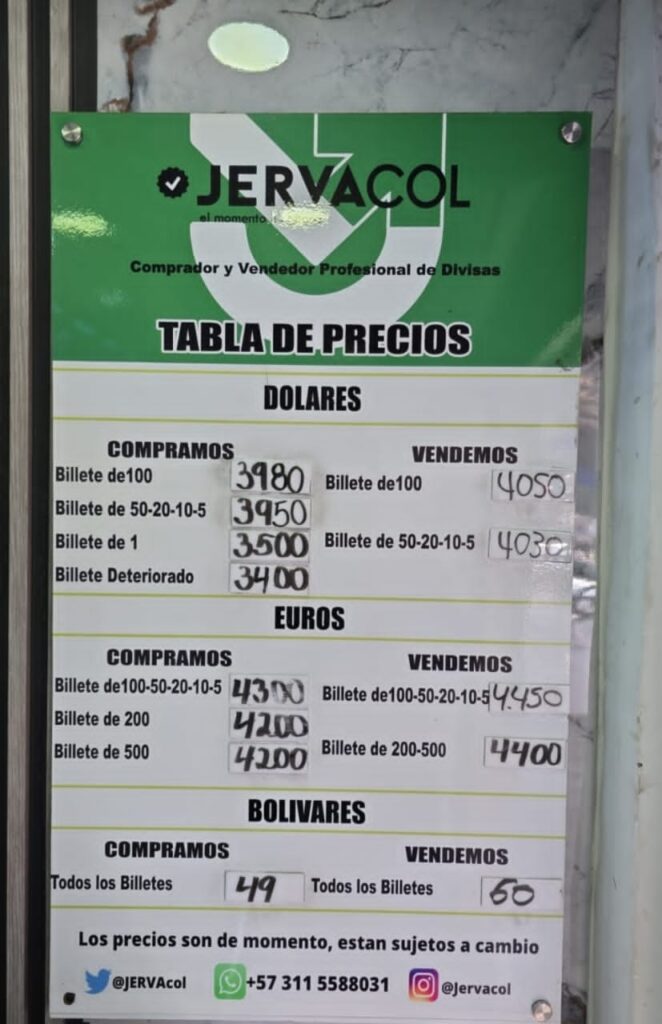 JERVACOL
el momento
Comprador y Vendedor Profesional de Divisas
TABLA DE PRECIOS
DOLARES
COMPRAMOS VENDEMOS
Billete de100 3980 Billete de100 4050
Billete de 50-20-10-5 3950
Billete de 1 3500 Billete de 50-20-10-5 4030
Billete Deteriorado 3400
EUROS
COMPRAMOS VENDEMOS
Billete de100-50-20-10-5 4300 Billete de100-50-20-10-5 4.450
Billete de 200 4200
Billete de 500 4200 Billete de 200-500 4400
BOLIVARES
COMPRAMOS VENDEMOS
Todos los Billetes 49 Todos los Billetes 60
Los precios son de momento, estan sujetos a cambio
@JERVAcol +57 311 5588031 @Jervacol